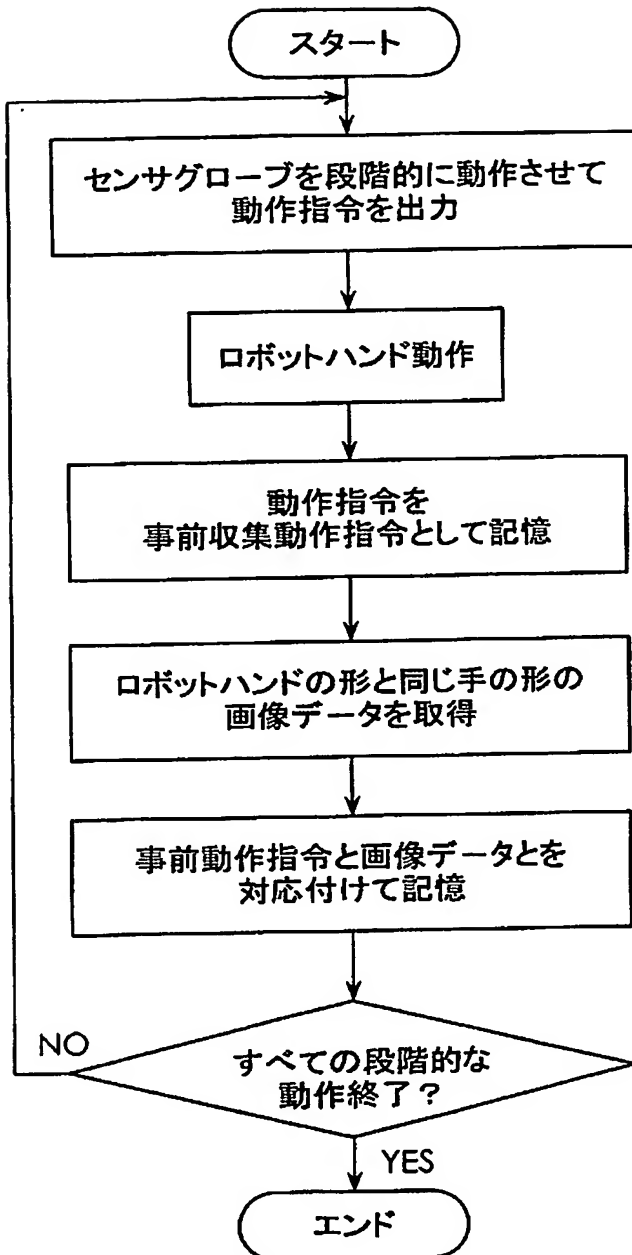 スタート
センサグローブを段階的に動作させて
動作指令を出力
ロボットハンド動作
動作指令を
事前収集動作指令として記憶
ロボットハンドの形と同じ手の形の
画像データを取得
事前動作指令と画像データとを
対応付けて記憶
NO
すべての段階的な
動作終了?
YES
エンド